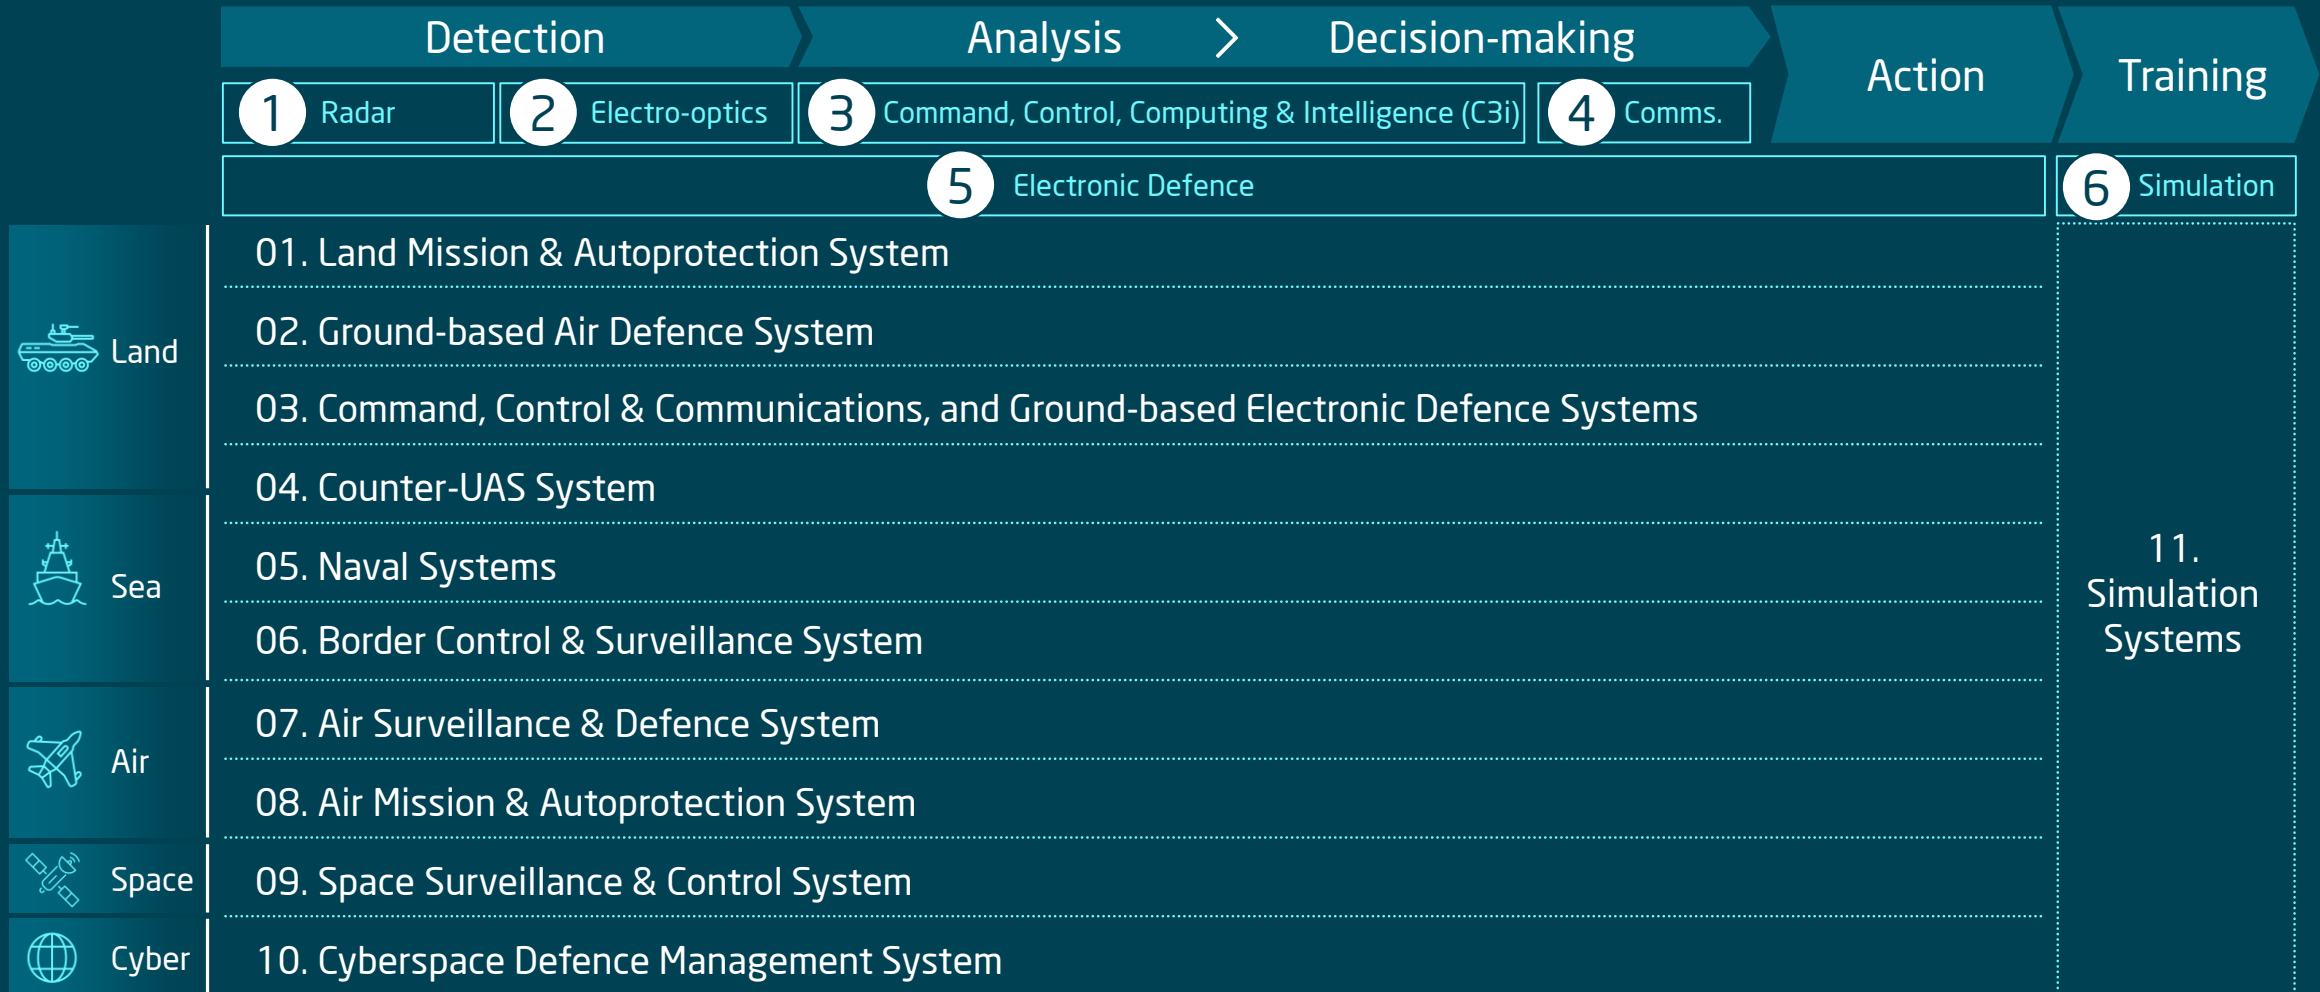 Detection
Analysis > Decision-making
Action
Training
1 Radar
2 Electro-optics
3 Command, Control, Computing & Intelligence (C3i)
4 Comms.
5 Electronic Defence
6 Simulation
Land
01. Land Mission & Autoprotection System
02. Ground-based Air Defence System
03. Command, Control & Communications, and Ground-based Electronic Defence Systems
04. Counter-UAS System
Sea
05. Naval Systems
06. Border Control & Surveillance System
Air
07. Air Surveillance & Defence System
08. Air Mission & Autoprotection System
Space
09. Space Surveillance & Control System
Cyber
10. Cyberspace Defence Management System
11.
Simulation
Systems